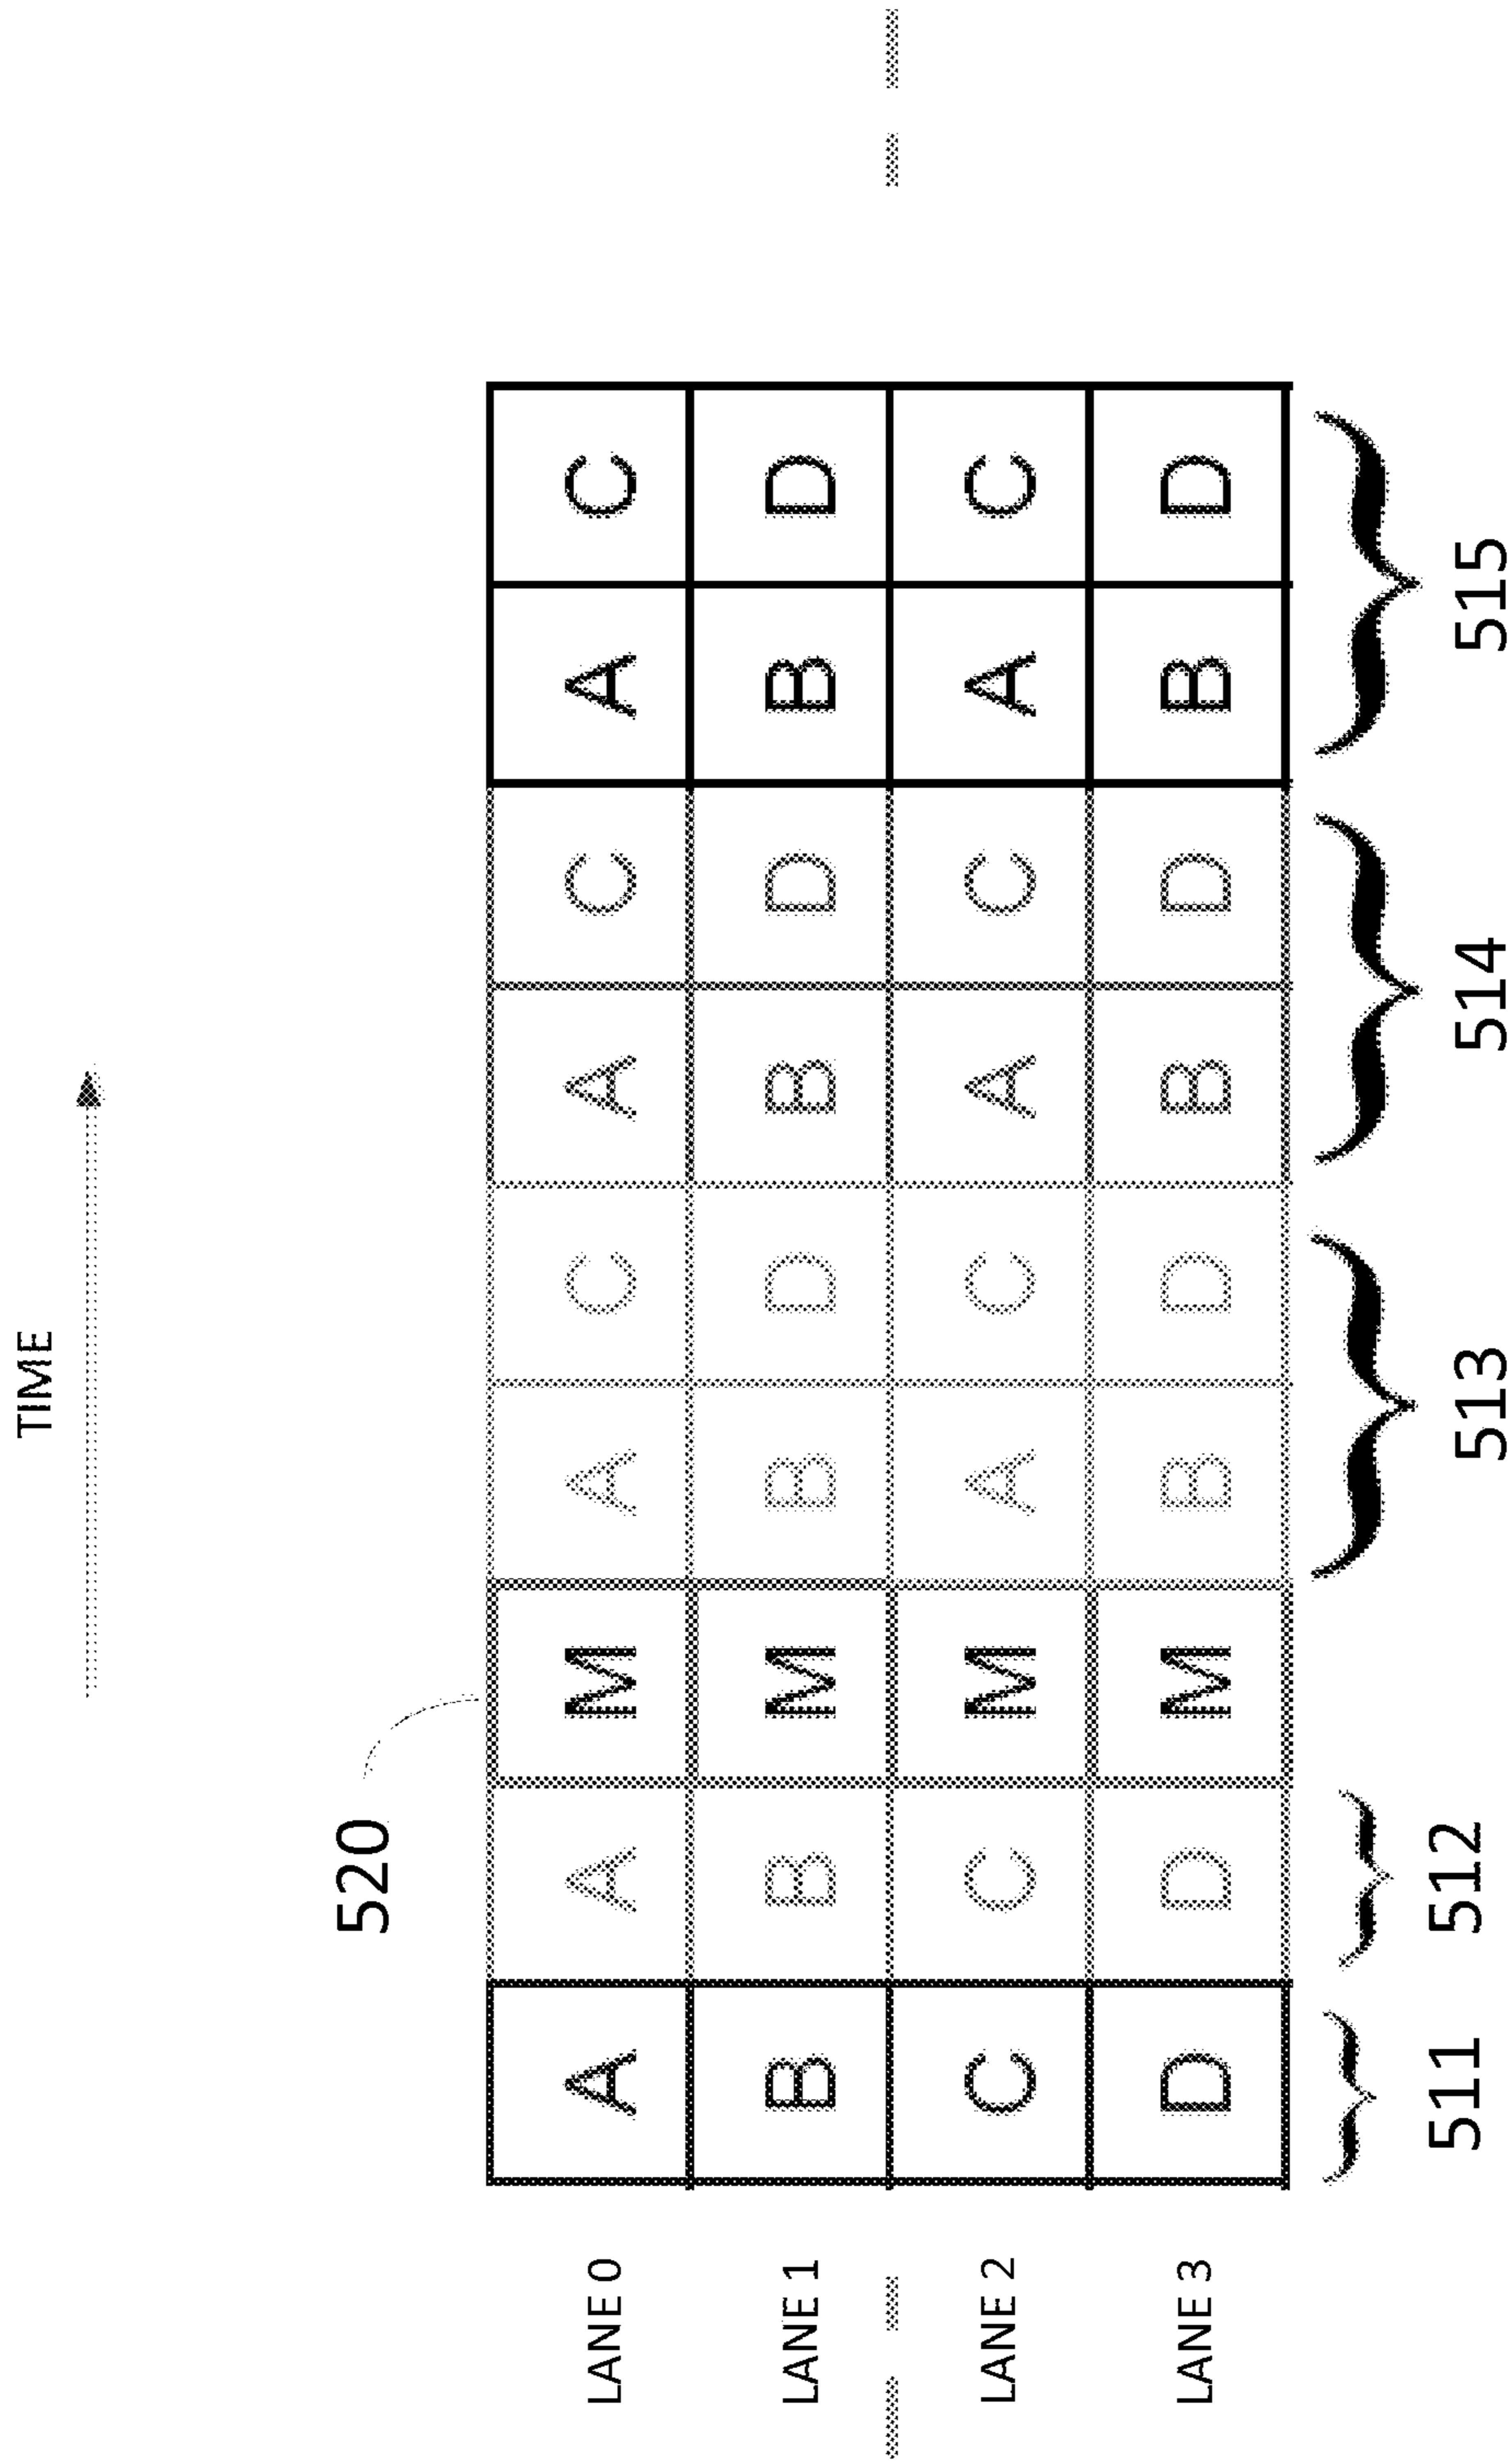 TIME
520
LANE 0 A A M A C A C A C
LANE 1 B B M B D B D B D
LANE 2 C C M A C A C A C
LANE 3 D D M B D B D B D
511 512 513 514 515